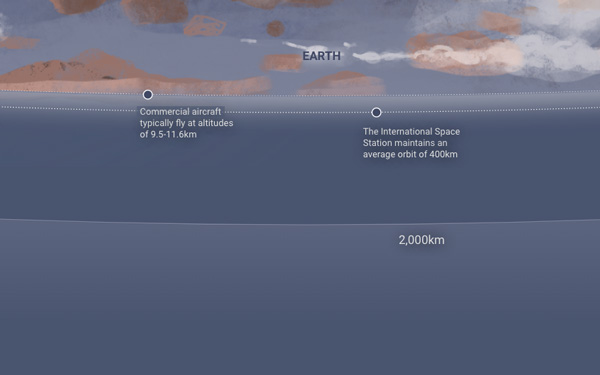 EARTH
Commercial aircraft
typically fly at altitudes
of 9.5-11.6km
The International Space
Station maintains an
average orbit of 400km
2,000km